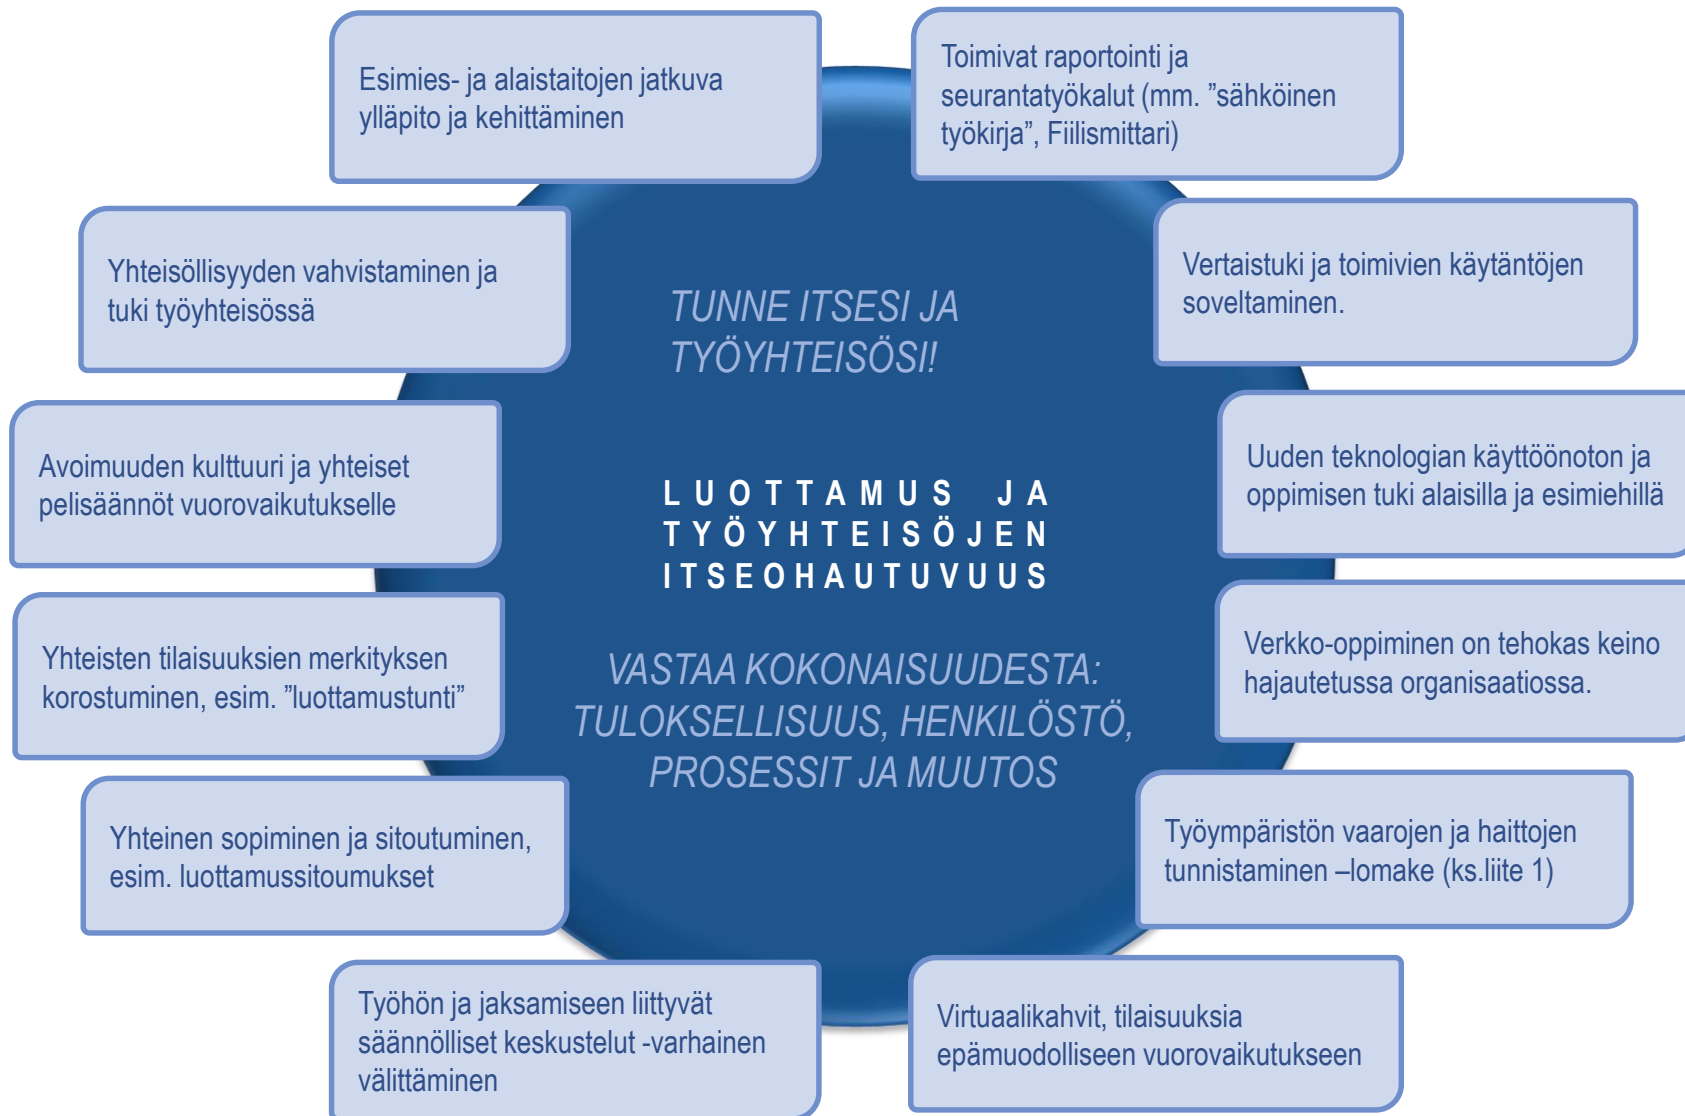 Esimies- ja alaistaitojen jatkuva
ylläpito ja kehittäminen
Toimivat raportointi ja
seurantatyökalut (mm. ”sähköinen
työkirja”, Fiilismittari)
Yhteisöllisyyden vahvistaminen ja
tuki työyhteisössä
Vertaistuki ja toimivien käytäntöjen
soveltaminen.
TUNNE ITSESI JA
TYÖYHTEISÖSI!
Avoimuuden kulttuuri ja yhteiset
pelisäännöt vuorovaikutukselle
Uuden teknologian käyttöönoton ja
oppimisen tuki alaisilla ja esimiehillä
LUOTTAMUS JA
TYÖYHTEISÖJEN
ITSEOHAUTUVUUS
Yhteisten tilaisuuksien merkityksen
korostuminen, esim. ”luottamustunti”
Verkko-oppiminen on tehokas keino
hajautetussa organisaatiossa.
VASTAA KOKONAISUUDESTA:
TULOKSELLISUUS, HENKILÖSTÖ,
PROSESSIT JA MUUTOS
Yhteinen sopiminen ja sitoutuminen,
esim. luottamussitoumukset
Työympäristön vaarojen ja haittojen
tunnistaminen –lomake (ks.liite 1)
Työhön ja jaksamiseen liittyvät
säännölliset keskustelut -varhainen
välittäminen
Virtuaalikahvit, tilaisuuksia
epämuodolliseen vuorovaikutukseen